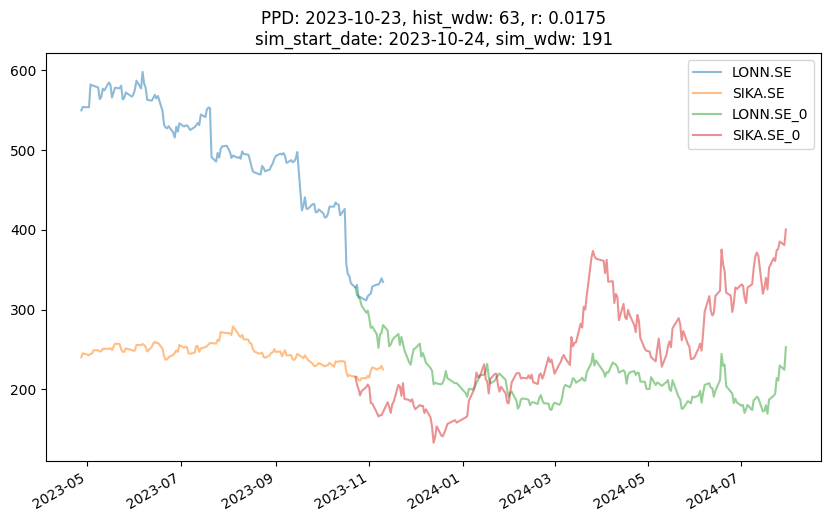 PPD: 2023-10-23, hist_wdw: 63, r: 0.0175
sim_start_date: 2023-10-24, sim_wdw: 191
LONN.SE
SIKA.SE
LONN.SE_0
SIKA.SE_0
600
500
400
300
200
2023-05
2023-07
2023-09
2023-11
2024-01
2024-03
2024-05
2024-07